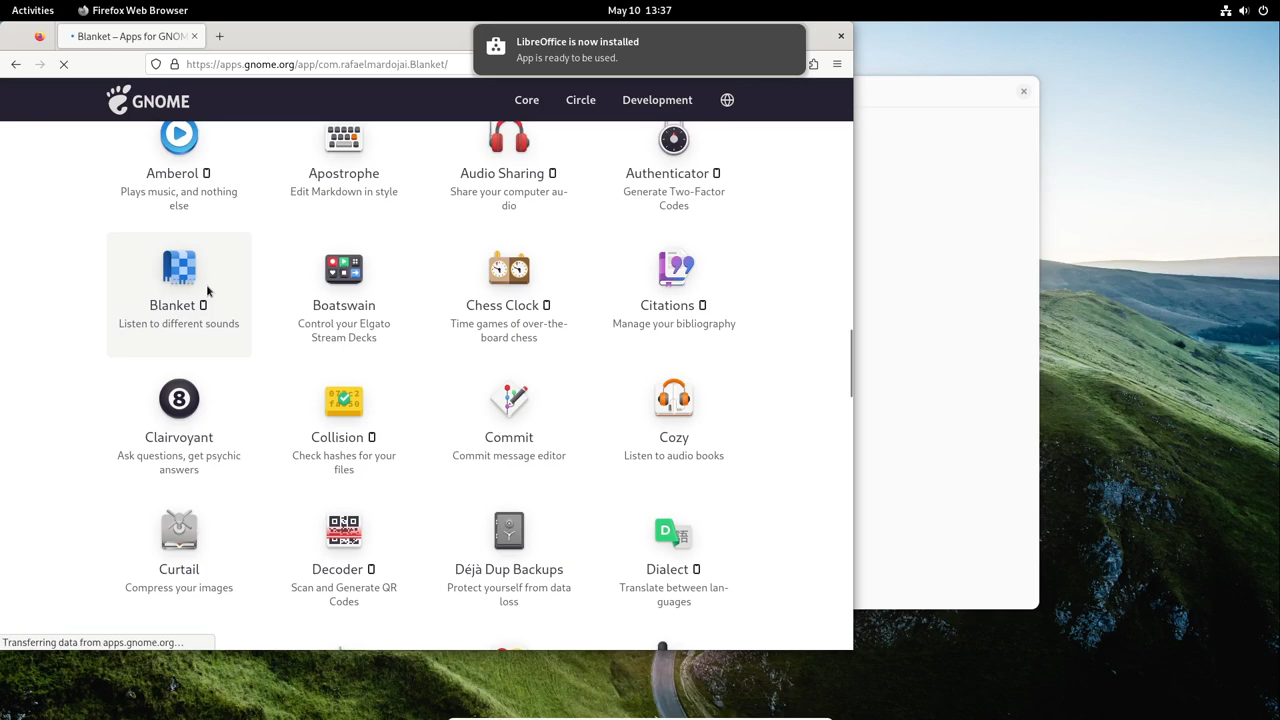 Activities
Firefox Web Browser
May 10 13:37
Blanket – Apps for GNOM
https://apps.gnome.org/app/com.rafaelmardojai.Blanket/
LibreOffice is now installed
App is ready to be used.
GNOME
Core
Circle
Development
Amberol
Plays music, and nothing
else
Apostrophe
Edit Markdown in style
Audio Sharing
Share your computer au-
dio
Authenticator
Generate Two-Factor
Codes
Blanket
Listen to different sounds
Boatswain
Control your Elgato
Stream Decks
Chess Clock
Time games of over-the-
board chess
Citations
Manage your bibliography
Clairvoyant
Ask questions, get psychic
answers
Collision
Check hashes for your
files
Commit
Commit message editor
Cozy
Listen to audio books
Curtail
Compress your images
Decoder
Scan and Generate QR
Codes
Déjà Dup Backups
Protect yourself from data
loss
Dialect
Translate between lan-
guages
Transferring data from apps.gnome.org…